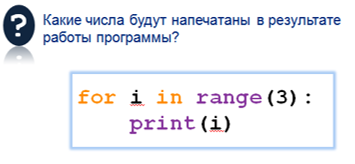 ?
Какие числа будут напечатаны в результате
работы программы?
for i in range(3):
    print(i)